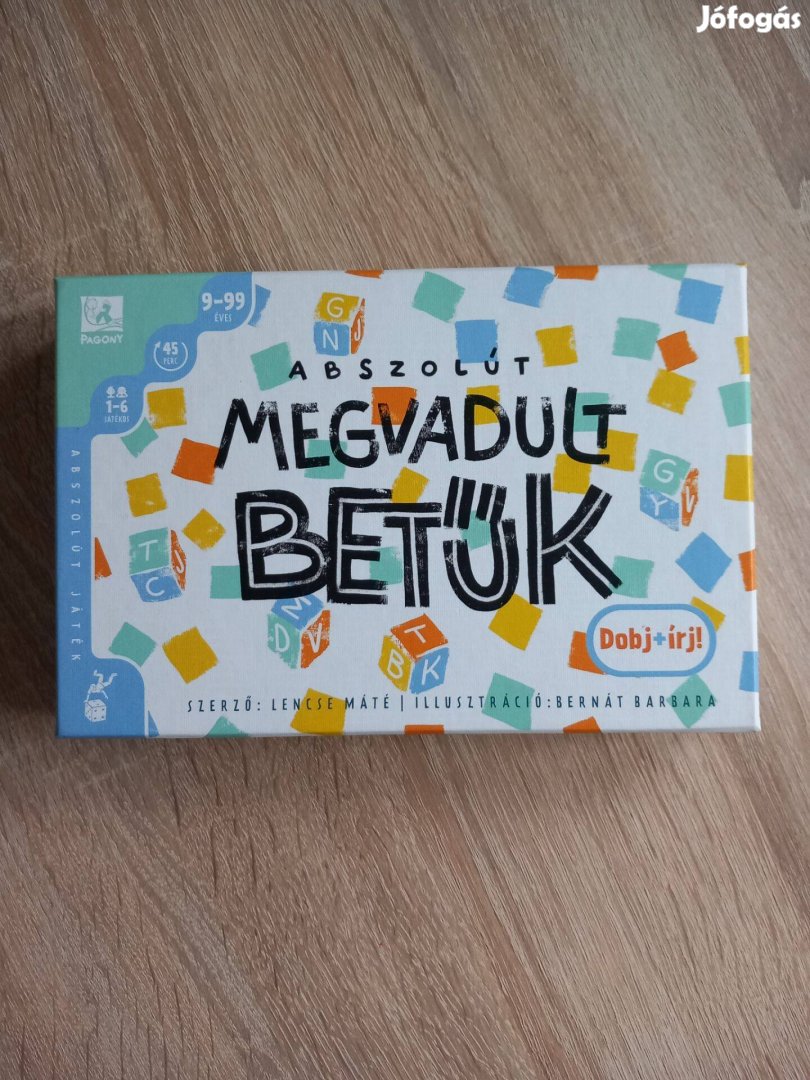 Jófogás
PAGONY
9-99
ÉVES
45
PERC
1-6
JÁTÉKOS
ABSZOLÚT JÁTÉK
G
N J
ABSZOLÚT
MEGVADULT
BETŰK
G
Y V
T J
C
M
D V
T
B K
Dobj+írj!
SZERZŐ: LENCSE MÁTÉ | ILLUSZTRÁCIÓ: BERNÁT BARBARA